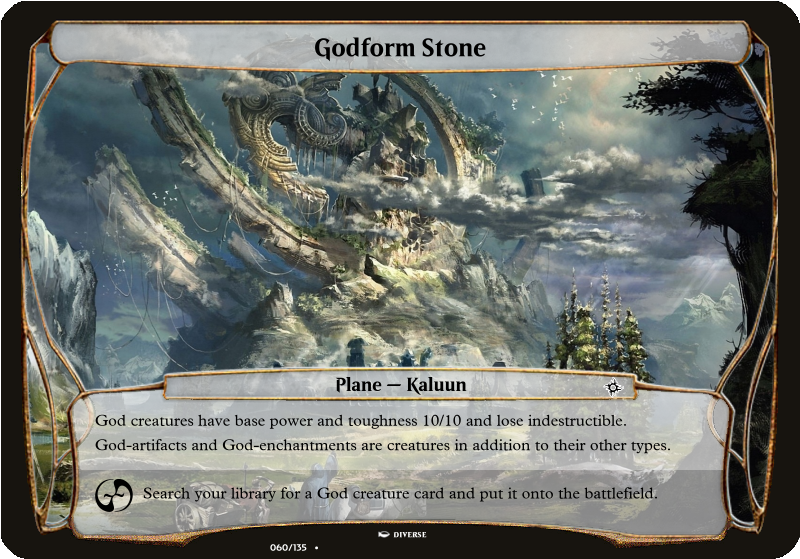 Godform Stone
Plane — Kaluun
God creatures have base power and toughness 10/10 and lose indestructible.
God-artifacts and God-enchantments are creatures in addition to their other types.
Search your library for a God creature card and put it onto the battlefield.
DIVERSE
060/135 •